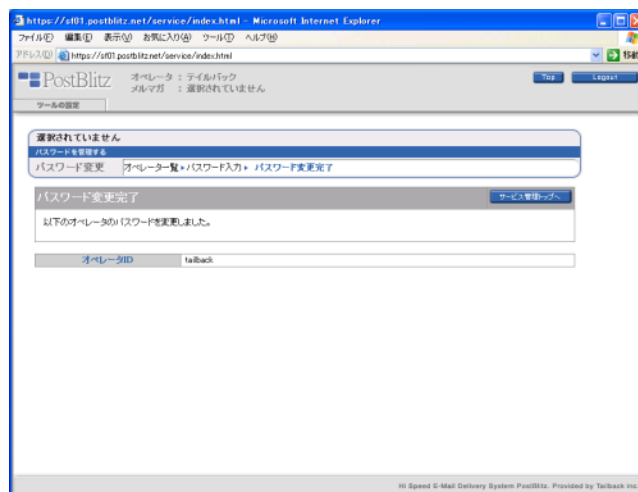 https://sf01.postblitz.net/service/index.html - Microsoft Internet Explorer
ファイル(F) 編集(E) 表示(V) お気に入り(A) ツール(T) ヘルプ(H)
アドレス(D) https://sf01.postblitz.net/service/index.html 移動
PostBlitz
オペレータ : テイルバック
メルマガ : 選択されていません
Top Logout
ツールの設定
選択されていません
パスワードを管理する
パスワード変更 オペレーター覧 パスワード入力 パスワード変更完了
パスワード変更完了 サービス管理トップへ
以下のオペレータのパスワードを変更しました。
オペレータID tailback
Hi Speed E-Mail Delivery System PostBlitz. Provided by Tailback inc.